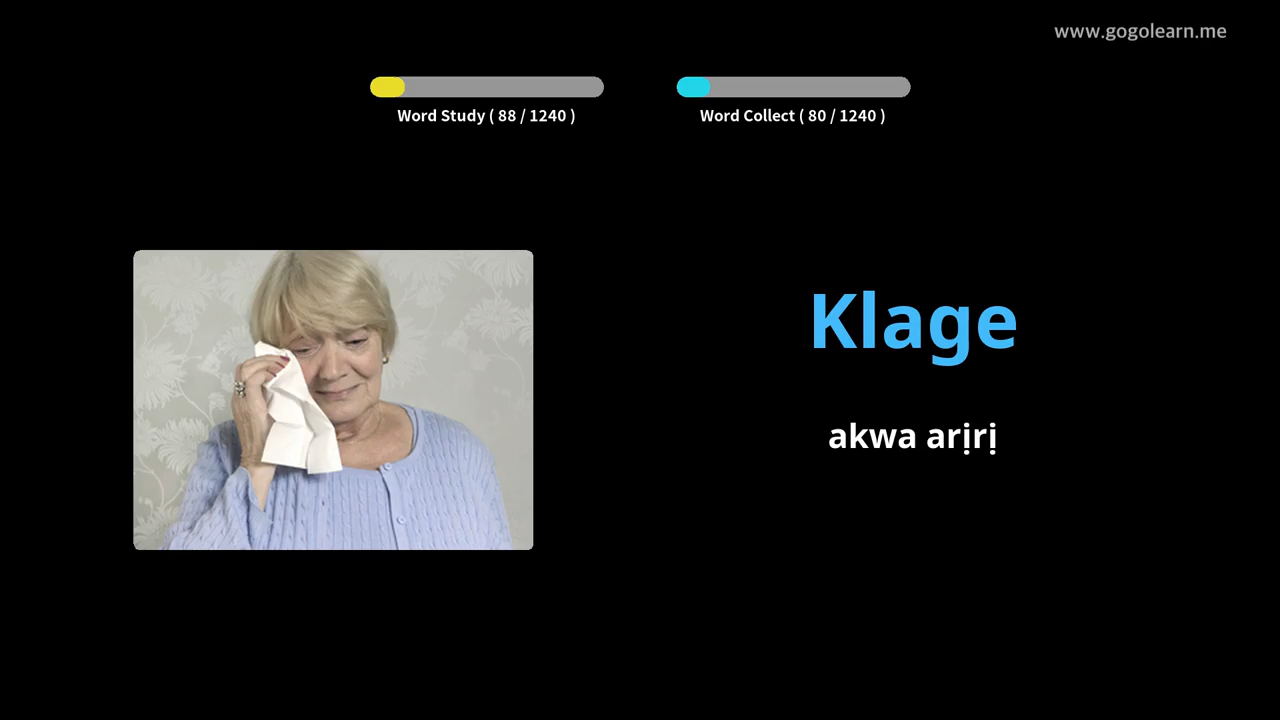 www.gogolearn.me
Word Study ( 88 / 1240 )
Word Collect ( 80 / 1240 )
Klage
akwa arịrị